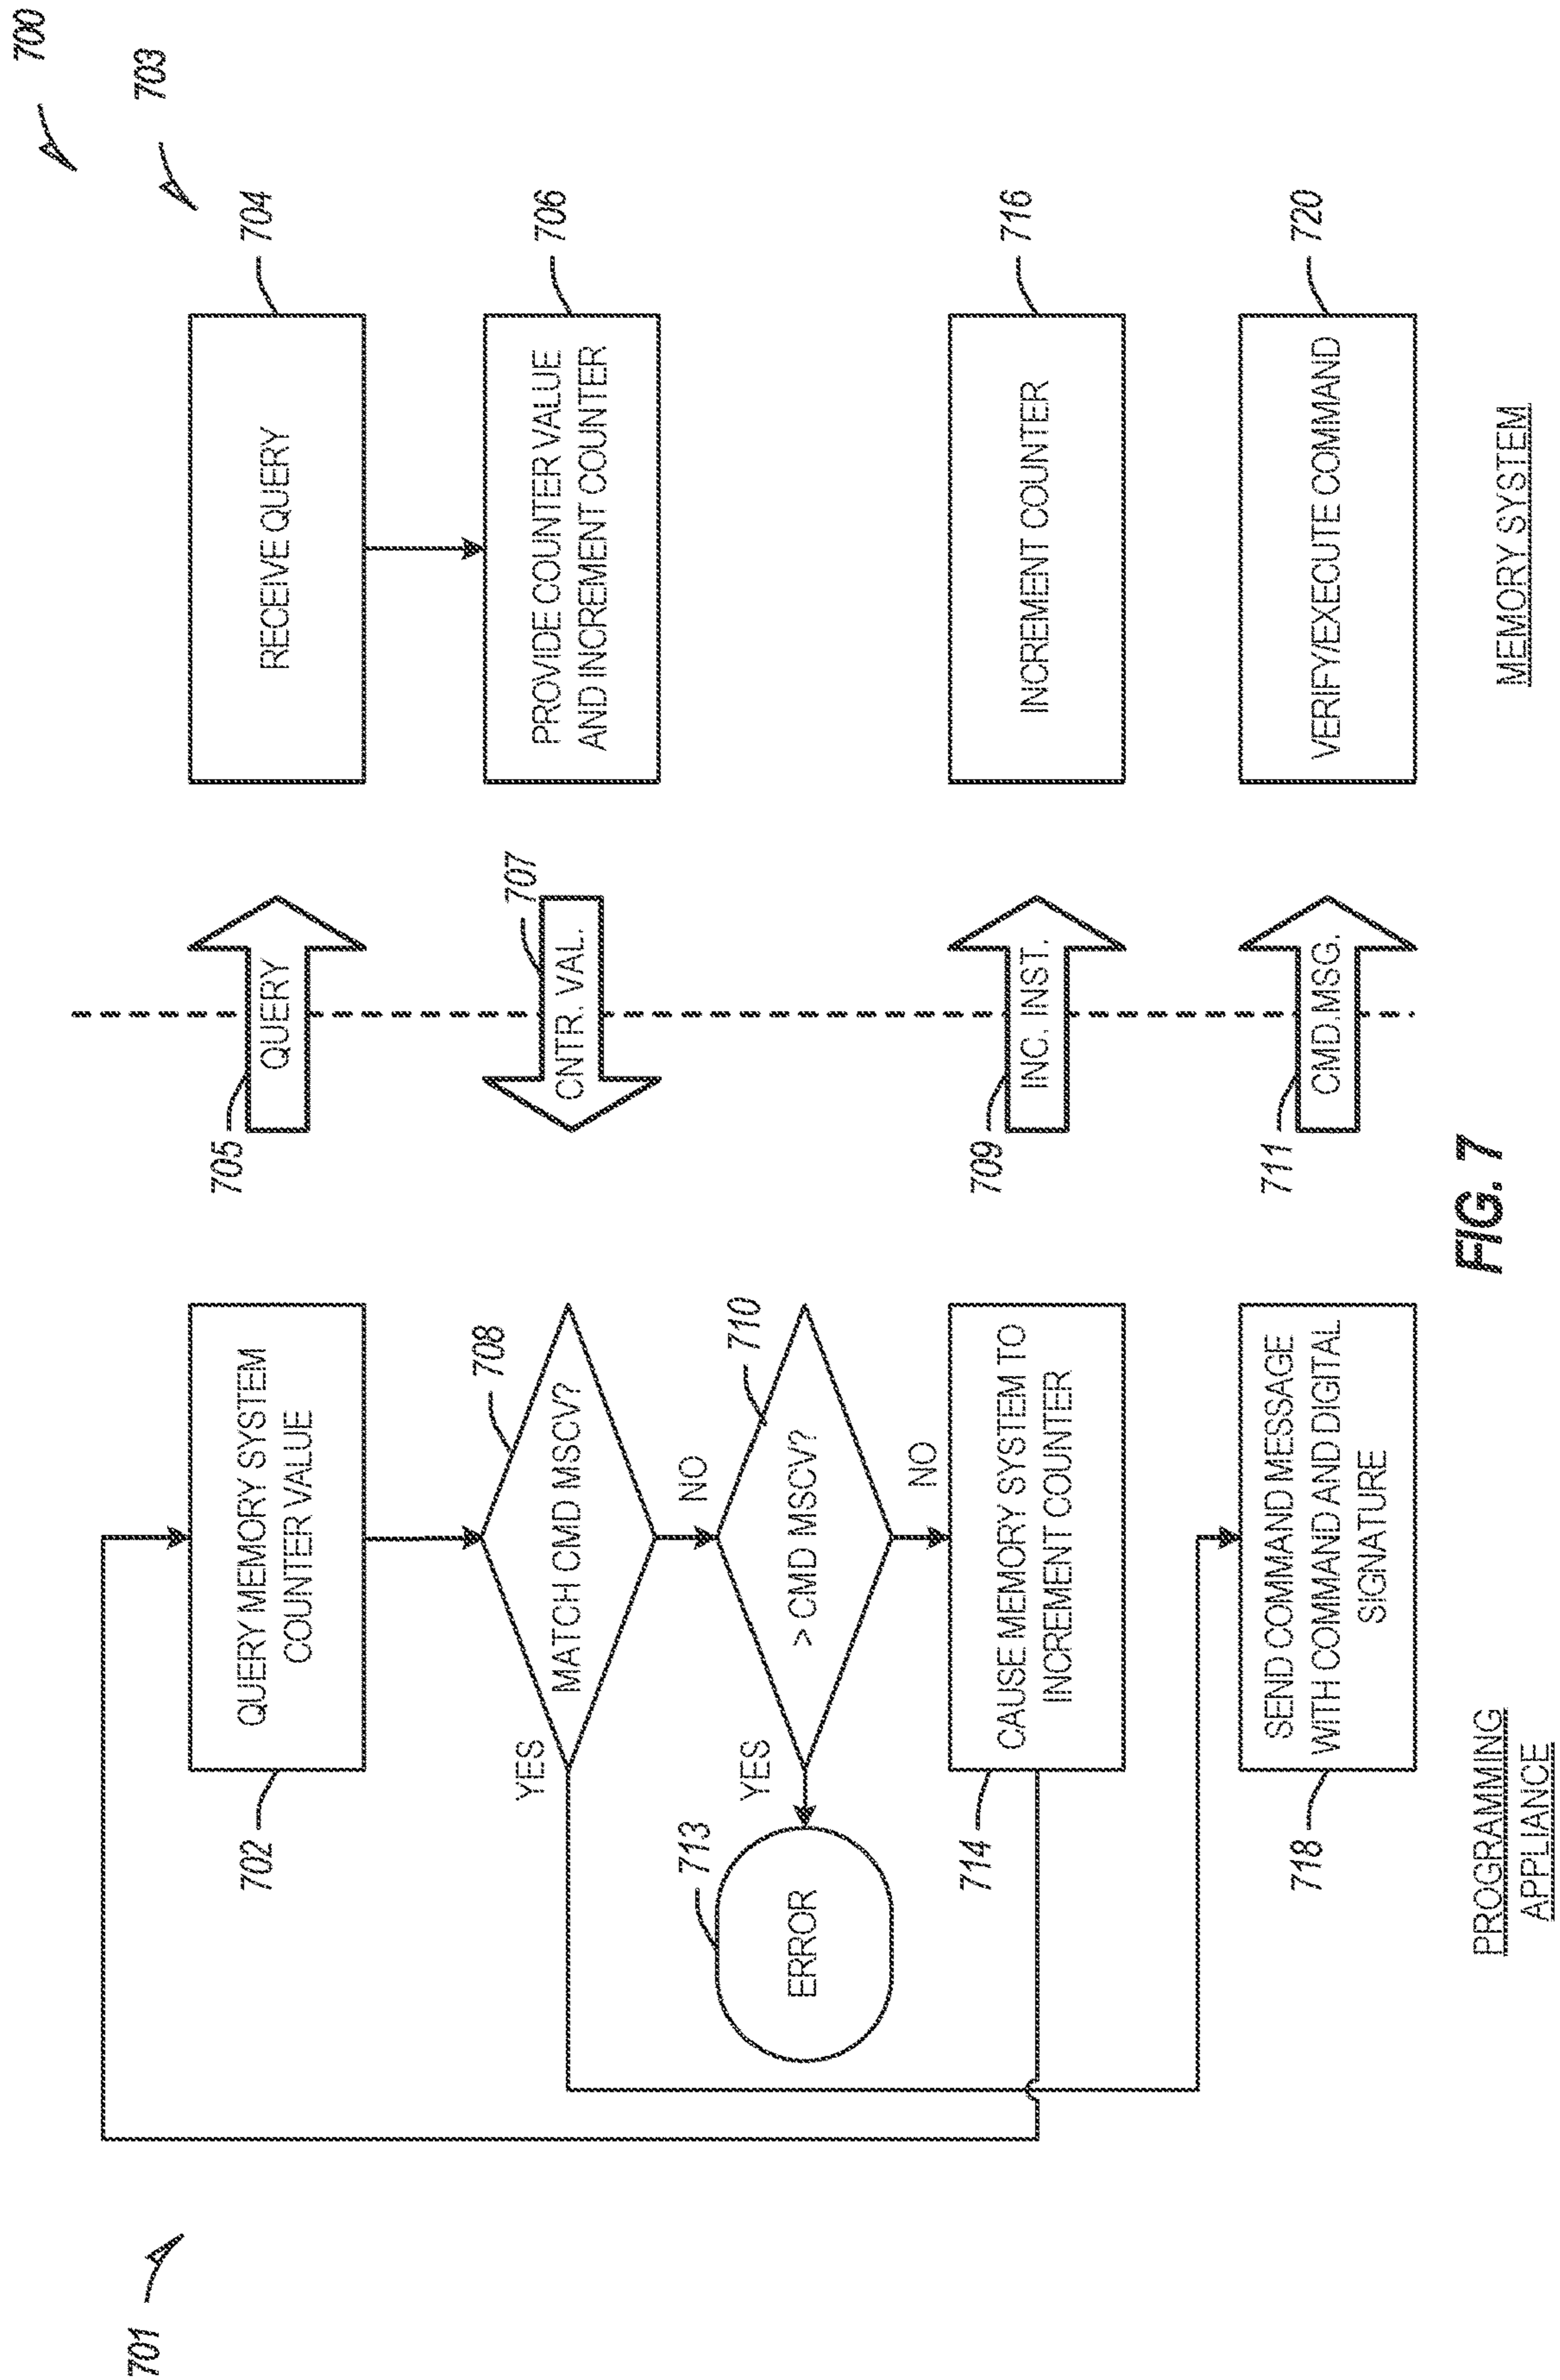 700
703
701
QUERY MEMORY SYSTEM
COUNTER VALUE
702
705
QUERY
RECEIVE QUERY
704
MATCH CMD MSCV?
708
YES
NO
707
CNTR. VAL.
PROVIDE COUNTER VALUE
AND INCREMENT COUNTER
706
> CMD MSCV?
710
YES
NO
ERROR
713
CAUSE MEMORY SYSTEM TO
INCREMENT COUNTER
714
709
INC. INST.
INCREMENT COUNTER
716
SEND COMMAND MESSAGE
WITH COMMAND AND DIGITAL
SIGNATURE
718
711
CMD.MSG.
VERIFY/EXECUTE COMMAND
720
PROGRAMMING
APPLIANCE
MEMORY SYSTEM
FIG. 7